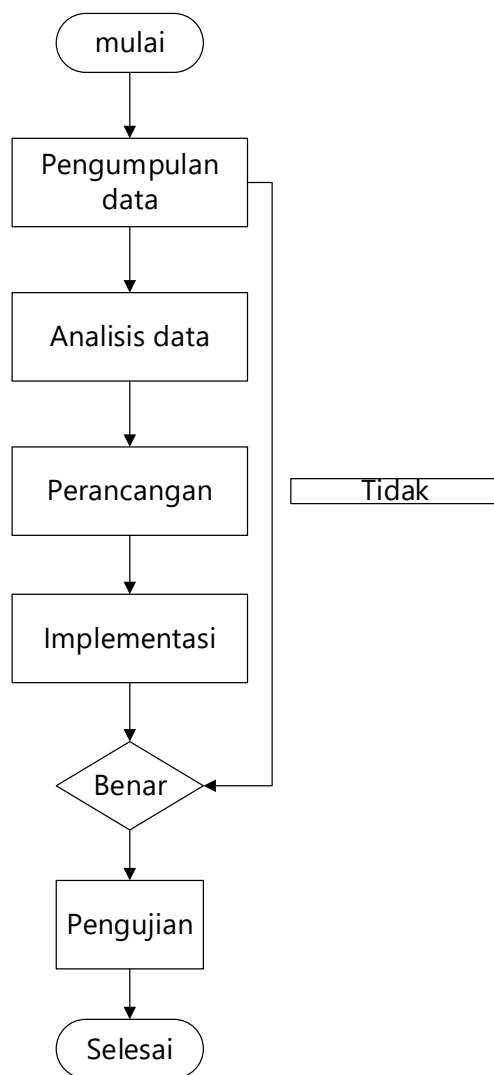 mulai
Pengumpulan
data
Analisis data
Perancangan
Tidak
Implementasi
Benar
Pengujian
Selesai